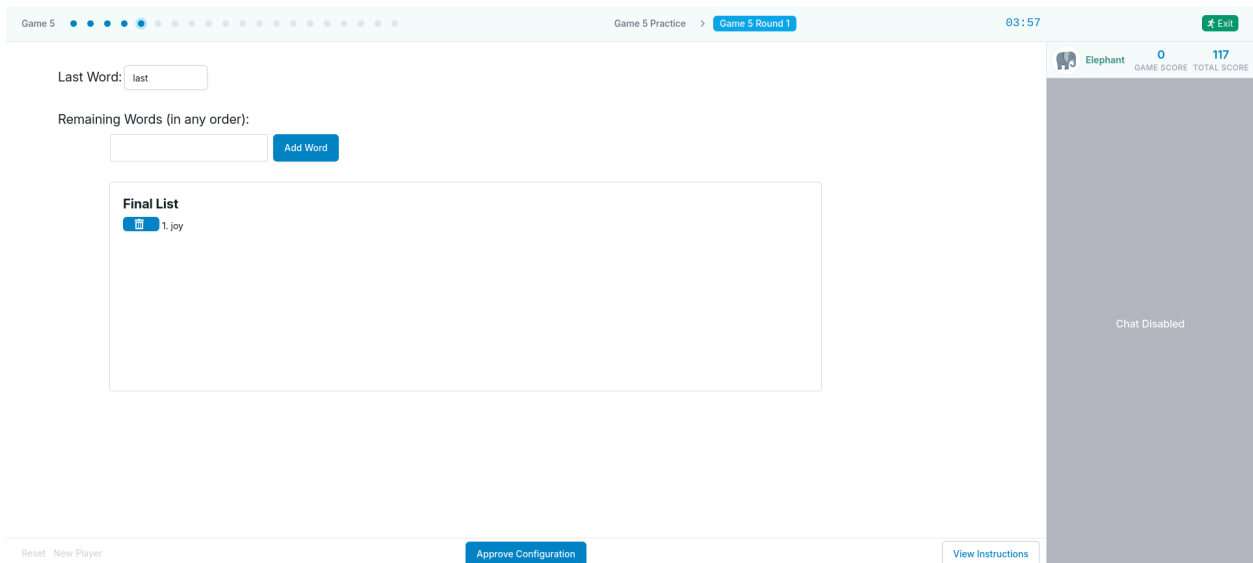 Game 5
Game 5 Practice > Game 5 Round 1
03:57
Exit
Elephant
0
GAME SCORE
117
TOTAL SCORE
Last Word: last
Remaining Words (in any order):
Add Word
Final List
1. joy
Chat Disabled
Reset New Player
Approve Configuration
View Instructions